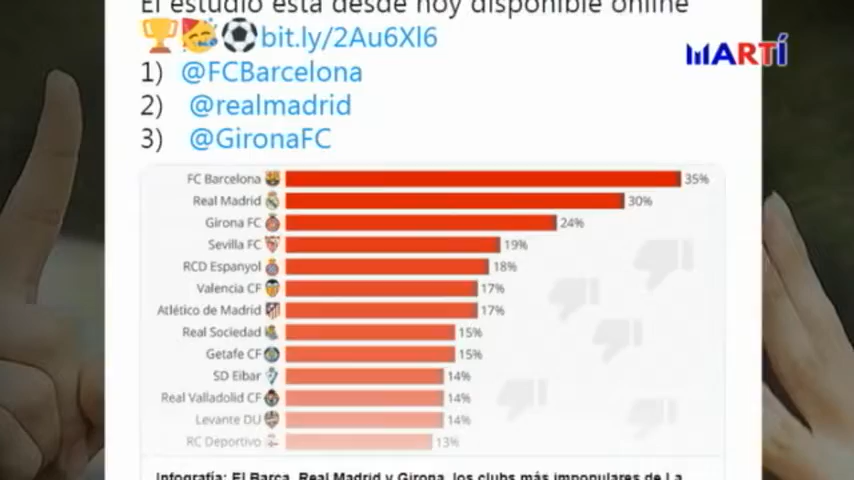 El estudio está desde hoy disponible online
bit.ly/2Au6Xl6
MARTÍ
1) @FCBarcelona
2) @realmadrid
3) @GironaFC
FC Barcelona 35%
Real Madrid 30%
Girona FC 24%
Sevilla FC 19%
RCD Espanyol 18%
Valencia CF 17%
Atlético de Madrid 17%
Real Sociedad 15%
Getafe CF 15%
SD Eibar 14%
Real Valladolid CF 14%
Levante DU 14%
RC Deportivo 13%
Infografía: El Barça, Real Madrid y Girona, los clubs más impopulares de La